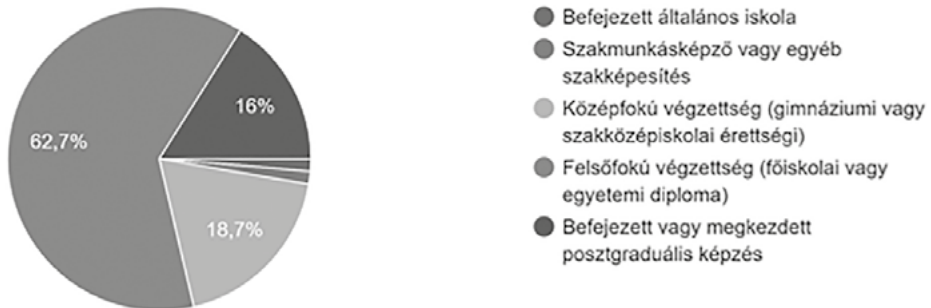 62,7%
16%
18,7%
Befejezett általános iskola
Szakmunkásképző vagy egyéb
szakképesítés
Középfokú végzettség (gimnáziumi vagy
szakközépiskolai érettségi)
Felsőfokú végzettség (főiskolai vagy
egyetemi diploma)
Befejezett vagy megkezdett
posztgraduális képzés